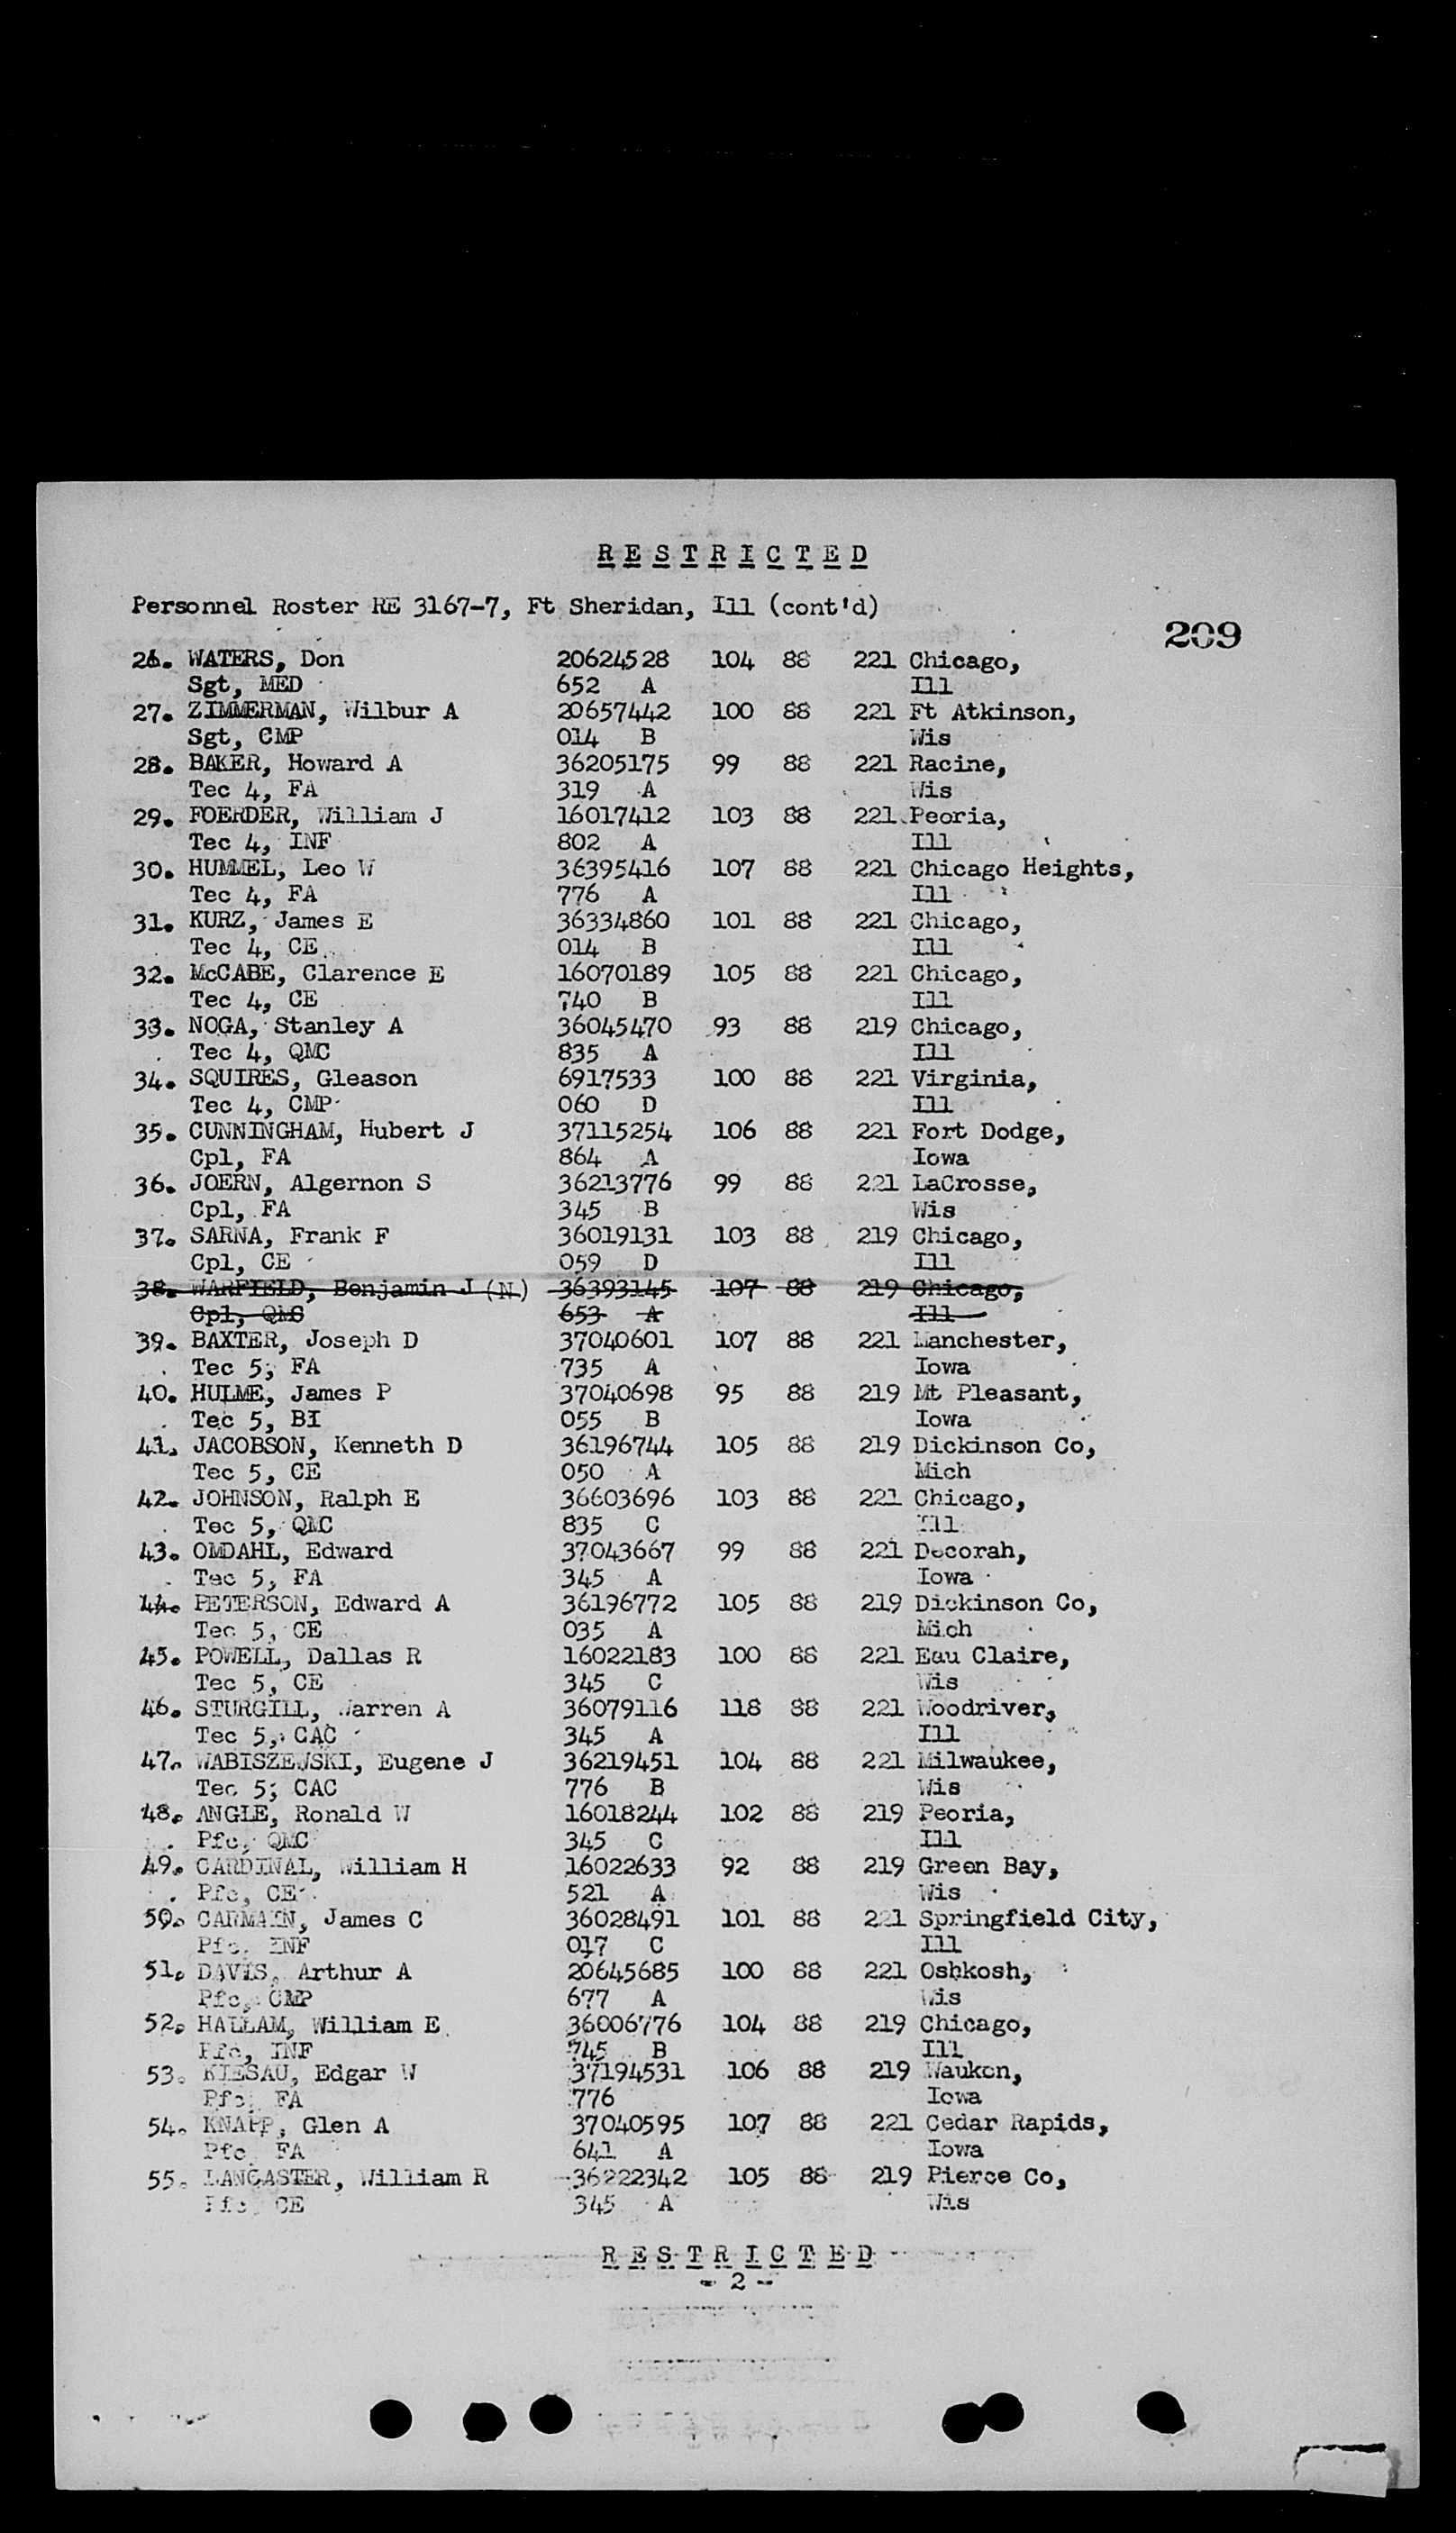 RESTRICTED
Personnel Roster RE 3167-7, Ft Sheridan, Ill (cont'd)
209
26. WATERS, Don 20624528 104 88 221 Chicago,
Sgt, MED 652 A Ill
27. ZIMMERMAN, Wilbur A 20657442 100 88 221 Ft Atkinson,
Sgt, CMP 014 B Wis
28. BAKER, Howard A 36205175 99 88 221 Racine,
Tec 4, FA 319 A Wis
29. FOERDER, William J 16017412 103 88 221 Peoria,
Tec 4, INF 802 A Ill
30. HUMMEL, Leo W 36395416 107 88 221 Chicago Heights,
Tec 4, FA 776 A Ill
31. KURZ, James E 36334860 101 88 221 Chicago,
Tec 4, CE 014 B Ill
32. McCABE, Clarence E 16070189 105 88 221 Chicago,
Tec 4, CE 740 B Ill
33. NOGA, Stanley A 36045470 93 88 219 Chicago,
Tec 4, QMC 835 A Ill
34. SQUIRES, Gleason 6917533 100 88 221 Virginia,
Tec 4, CMP 060 D Ill
35. CUNNINGHAM, Hubert J 37115254 106 88 221 Fort Dodge,
Cpl, FA 864 A Iowa
36. JOERN, Algernon S 36213776 99 88 221 LaCrosse,
Cpl, FA 345 B Wis
37. SARNA, Frank F 36019131 103 88 219 Chicago,
Cpl, CE 059 D Ill
38. WARFIELD, Benjamin J (N) 36393145 107 88 219 Chicago,
Cpl, QMC 653 A Ill
39. BAXTER, Joseph D 37040601 107 88 221 Manchester,
Tec 5, FA 735 A Iowa
40. HULME, James P 37040698 95 88 219 Mt Pleasant,
Tec 5, BI 055 B Iowa
41. JACOBSON, Kenneth D 36196744 105 88 219 Dickinson Co,
Tec 5, CE 050 A Mich
42. JOHNSON, Ralph E 36603696 103 88 221 Chicago,
Tec 5, QMC 835 C Ill
43. OMDAHL, Edward 37043667 99 88 221 Decorah,
Tec 5, FA 345 A Iowa
44. PETERSON, Edward A 36196772 105 88 219 Dickinson Co,
Tec 5, CE 035 A Mich
45. POWELL, Dallas R 16022183 100 88 221 Eau Claire,
Tec 5, CE 345 C Wis
46. STURGILL, Warren A 36079116 118 88 221 Woodriver,
Tec 5, CAC 345 A Ill
47. WABISZEWSKI, Eugene J 36219451 104 88 221 Milwaukee,
Tec 5; CAC 776 B Wis
48. ANGLE, Ronald W 16018244 102 88 219 Peoria,
Pfc, QMC 345 C Ill
49. CARDINAL, William H 16022633 92 88 219 Green Bay,
Pfc, CE 521 A Wis
50. CARMAIN, James C 36028491 101 88 221 Springfield City,
Pfc, INF 017 C Ill
51. DAVIS, Arthur A 20645685 100 88 221 Oshkosh,
Pfc, CMP 677 A Wis
52. HALLAM, William E 36006776 104 88 219 Chicago,
Pfc, INF 745 B Ill
53. KIESAU, Edgar W 37194531 106 88 219 Waukon,
Pfc, FA 776 Iowa
54. KNAPP, Glen A 37040595 107 88 221 Cedar Rapids,
Pfc, FA 641 A Iowa
55. LANCASTER, William R 36222342 105 88 219 Pierce Co,
Pfc, CE 345 A Wis
RESTRICTED
- 2 -